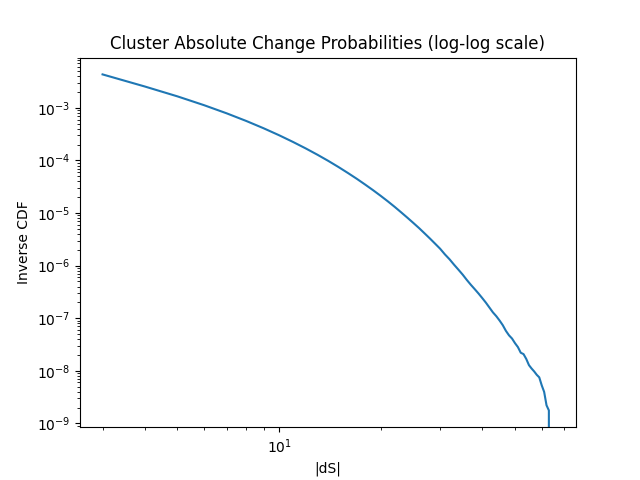 Cluster Absolute Change Probabilities (log-log scale)
Inverse CDF
10⁻³
10⁻⁴
10⁻⁵
10⁻⁶
10⁻⁷
10⁻⁸
10⁻⁹
10¹
|dS|